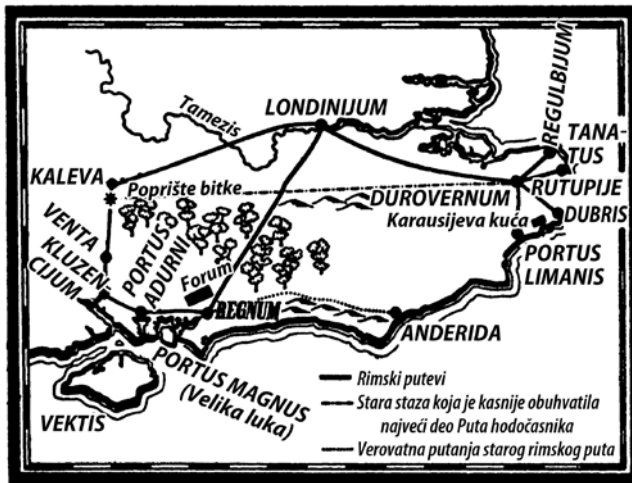 LONDINIJUM
Tamezis
REGULBIJUM
TANA-
TUS
KALEVA
Poprište bitke
DUROVERNUM
RUTUPIJE
Karausijeva kuća
DUBRIS
VENTA
KLUZEN-
CIJUM
PORTUS
ADURNI
Forum
PORTUS
LIMANIS
REGNUM
ANDERIDA
PORTUS MAGNUS
(Velika luka)
VEKTIS
Rimski putevi
Stara staza koja je kasnije obuhvatila
najveći deo Puta hodočasnika
Verovatna putanja starog rimskog puta